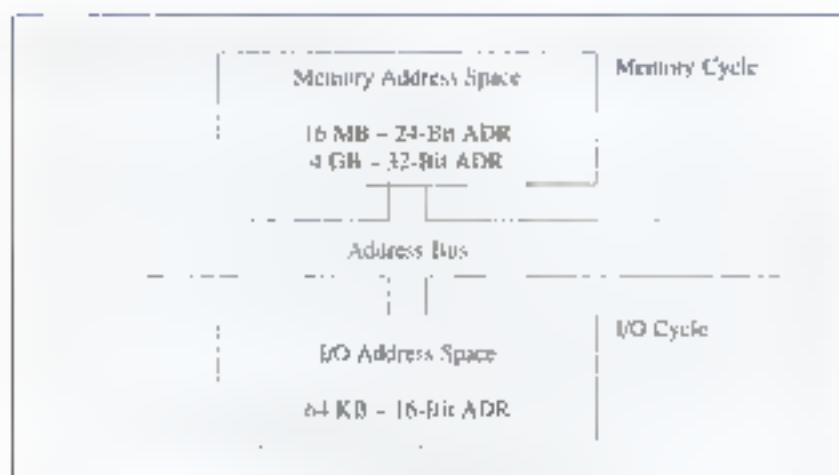 Memory Address Space
Memory Cycle
16 MB – 24-Bit ADR
4 GB – 32-Bit ADR
Address Bus
I/O Cycle
I/O Address Space
64 KB – 16-Bit ADR